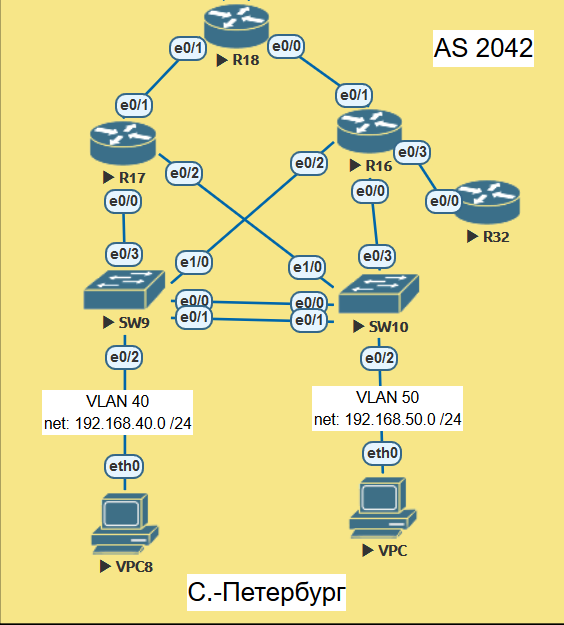 AS 2042
R18
e0/1
e0/0
e0/1
e0/1
R17
R16
e0/2
e0/2
e0/3
e0/0
e0/0
e0/0
R32
e0/3
e1/0
e1/0
e0/3
SW9
e0/0
e0/0
e0/1
e0/1
SW10
e0/2
e0/2
VLAN 40
net: 192.168.40.0 /24
VLAN 50
net: 192.168.50.0 /24
eth0
eth0
VPC8
VPC
С.-Петербург